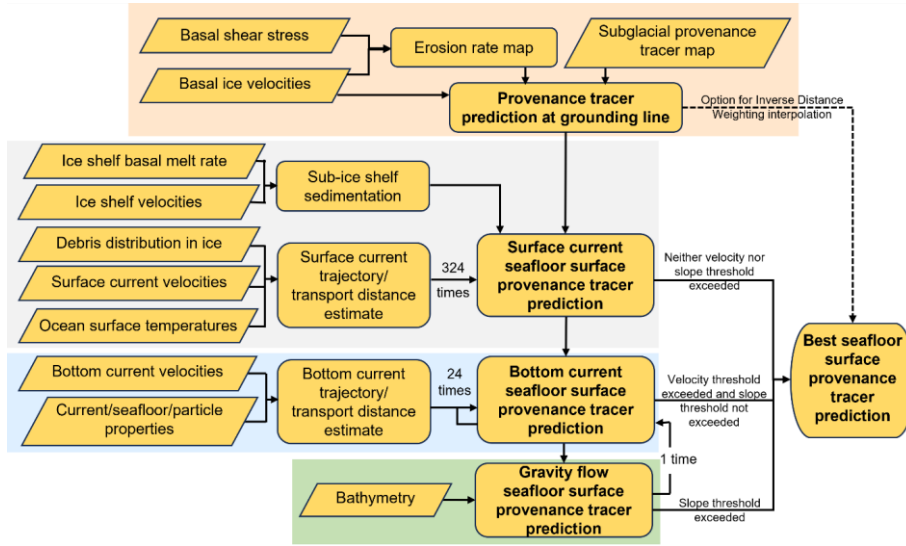 Basal shear stress
Erosion rate map
Subglacial provenance
tracer map
Basal ice velocities
Provenance tracer
prediction at grounding line
Option for Inverse Distance
Weighting interpolation
Ice shelf basal melt rate
Sub-ice shelf
sedimentation
Ice shelf velocities
Debris distribution in ice
Surface current velocities
Ocean surface temperatures
Surface current
trajectory/
transport distance
estimate
324
times
Surface current
seafloor surface
provenance tracer
prediction
Neither velocity nor
slope threshold
exceeded
Best seafloor
surface
provenance
tracer
prediction
Bottom current velocities
Current/seafloor/particle
properties
Bottom current
trajectory/
transport distance
estimate
24
times
Bottom current
seafloor surface
provenance tracer
prediction
Velocity threshold
exceeded and slope
threshold not
exceeded
1 time
Bathymetry
Gravity flow
seafloor surface
provenance tracer
prediction
Slope threshold
exceeded